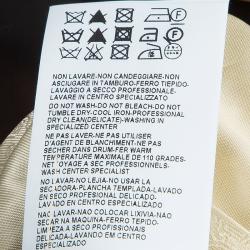 NON LAVARE-NON CANDEGGIARE-NON
ASCIUGARE IN TAMBURO-FERRO TIEPIDO-
LAVAGGIO A SECCO PROFESSIONALE-
LAVARE IN CENTRO SPECIALIZZATO
DO NOT WASH-DO NOT BLEACH-DO NOT
TUMBLE DRY-COOL IRON-PROFESSIONAL
DRY CLEAN(DELICATE)-WASHING IN
SPECIALIZED CENTER
NE PAS LAVER-NE PAS UTILISER
D'AGENT DE BLANCHIMENT-NE PAS
SECHER DANS DRUM-FER WARM
TEMPERATURE MAXIMALE DE 110 GRADES-
NET OYAGE A SEC PROFESSIONNELS-
WASH CENTER SPECIALIST
NO LAVAR-NO LEJIA-NO USAR LA
SECADORA-PLANCHA TEMPLADA-LAVADO
EN SECO PROFESIONAL DELICADO-
LAVADO EN CENTRO ESPECIALIZADO
NAC LAVAR-NAO COLOCAR LIXIVIA-NAO
SEÇAR NA MAQUINA-FERRO TEPIDO.
LIMPIADO SECO PROFESSIONAL
DELICADA-LAVADO EM CENTRO
ESPECIALIZADO